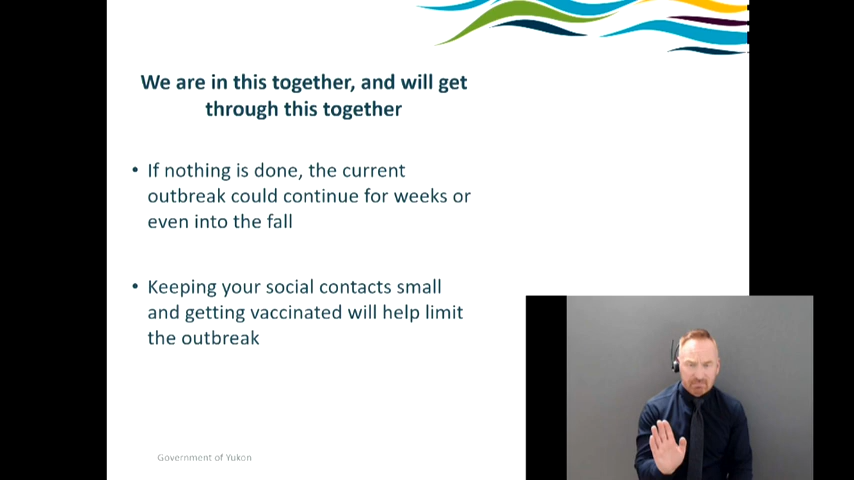 We are in this together, and will get
through this together
• If nothing is done, the current
outbreak could continue for weeks or
even into the fall
• Keeping your social contacts small
and getting vaccinated will help limit
the outbreak
Government of Yukon